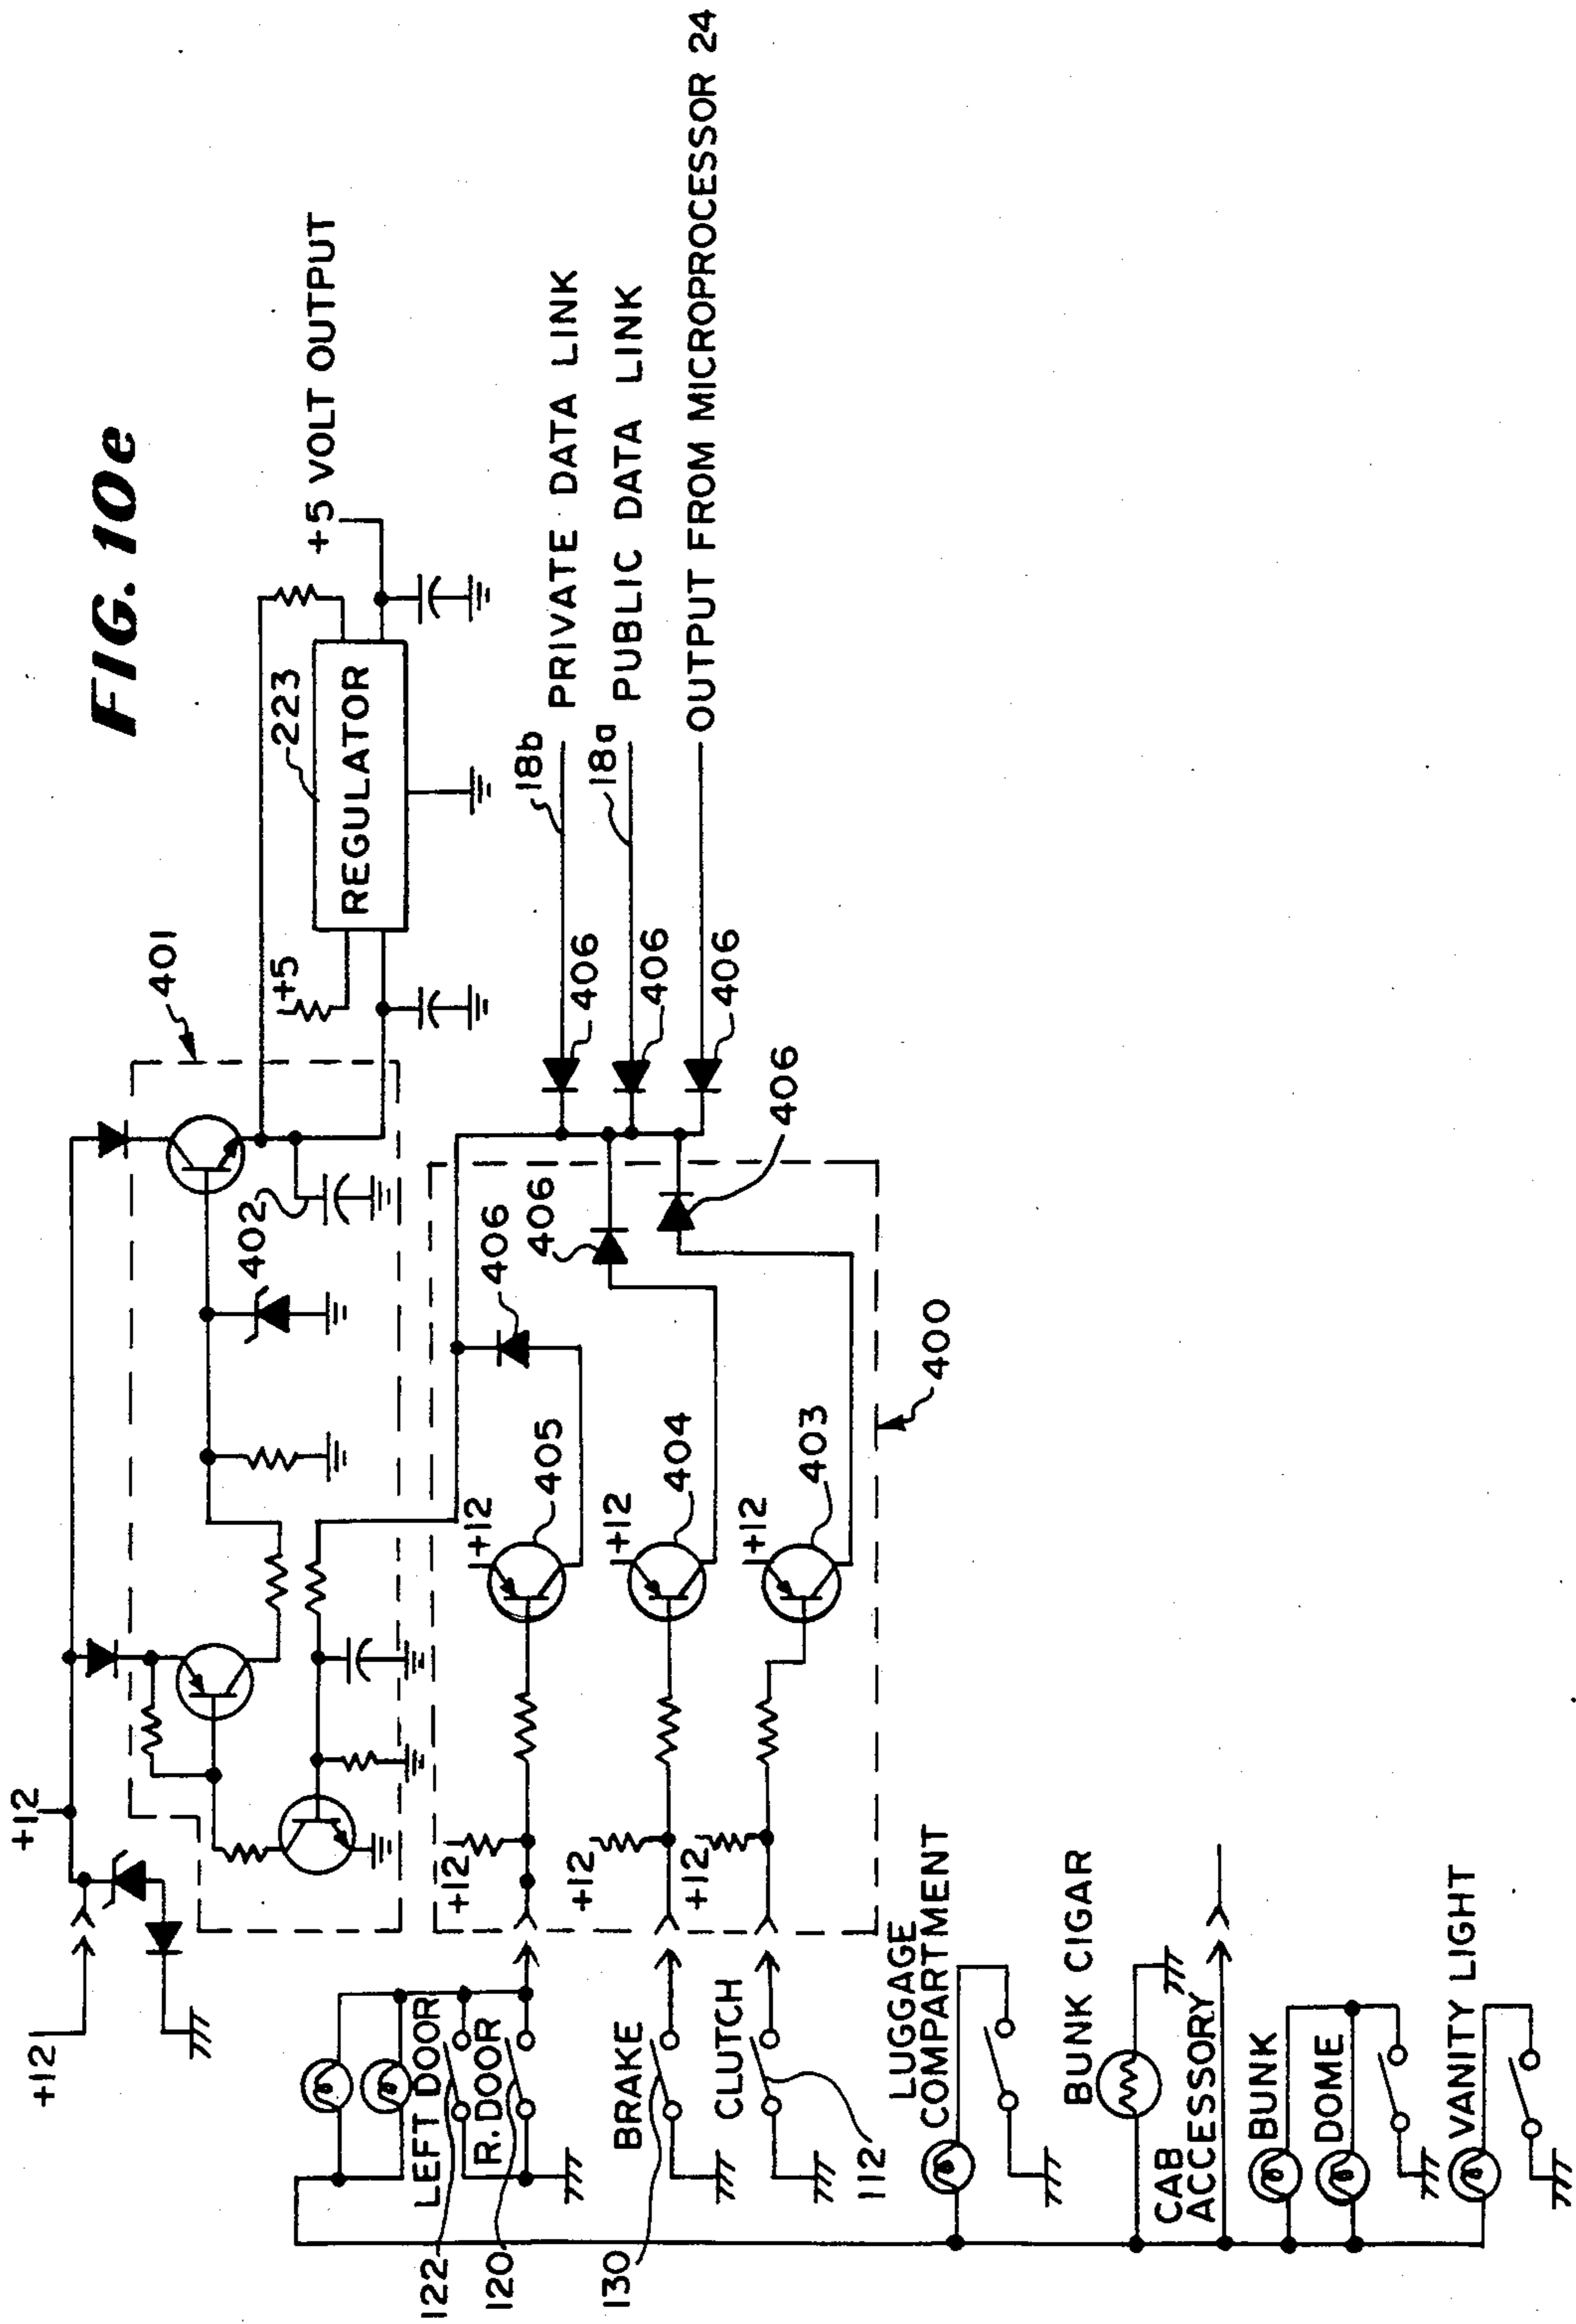 FIG. 10e
+12
+12
401
402
+5
223
REGULATOR
+5 VOLT OUTPUT
18b
PRIVATE DATA LINK
18a
PUBLIC DATA LINK
OUTPUT FROM MICROPROCESSOR 24
406
406
406
406
406
406
+12
+12
405
+12
+12
404
+12
+12
403
400
LEFT DOOR
122
R. DOOR
120
BRAKE
130
CLUTCH
112
LUGGAGE
COMPARTMENT
BUNK CIGAR
CAB
ACCESSORY
BUNK
DOME
VANITY LIGHT